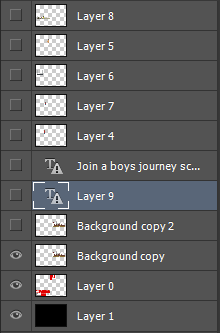 Layer 8
Layer 5
Layer 6
Layer 7
Layer 4
Join a boys journey sc...
Layer 9
Background copy 2
Background copy
Layer 0
Layer 1